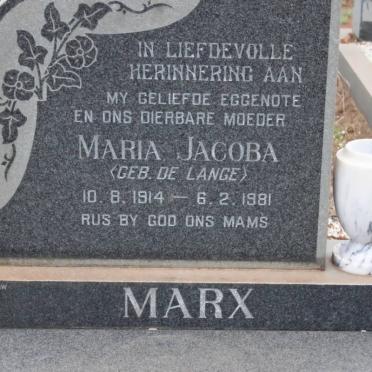 IN LIEFDEVOLLE
HERINNERING AAN
MY GELIEFDE EGGENOTE
EN ONS DIERBARE MOEDER
MARIA JACOBA
(GEB. DE LANGE)
10.8.1914 – 6.2.1981
RUS BY GOD ONS MAMS
MARX